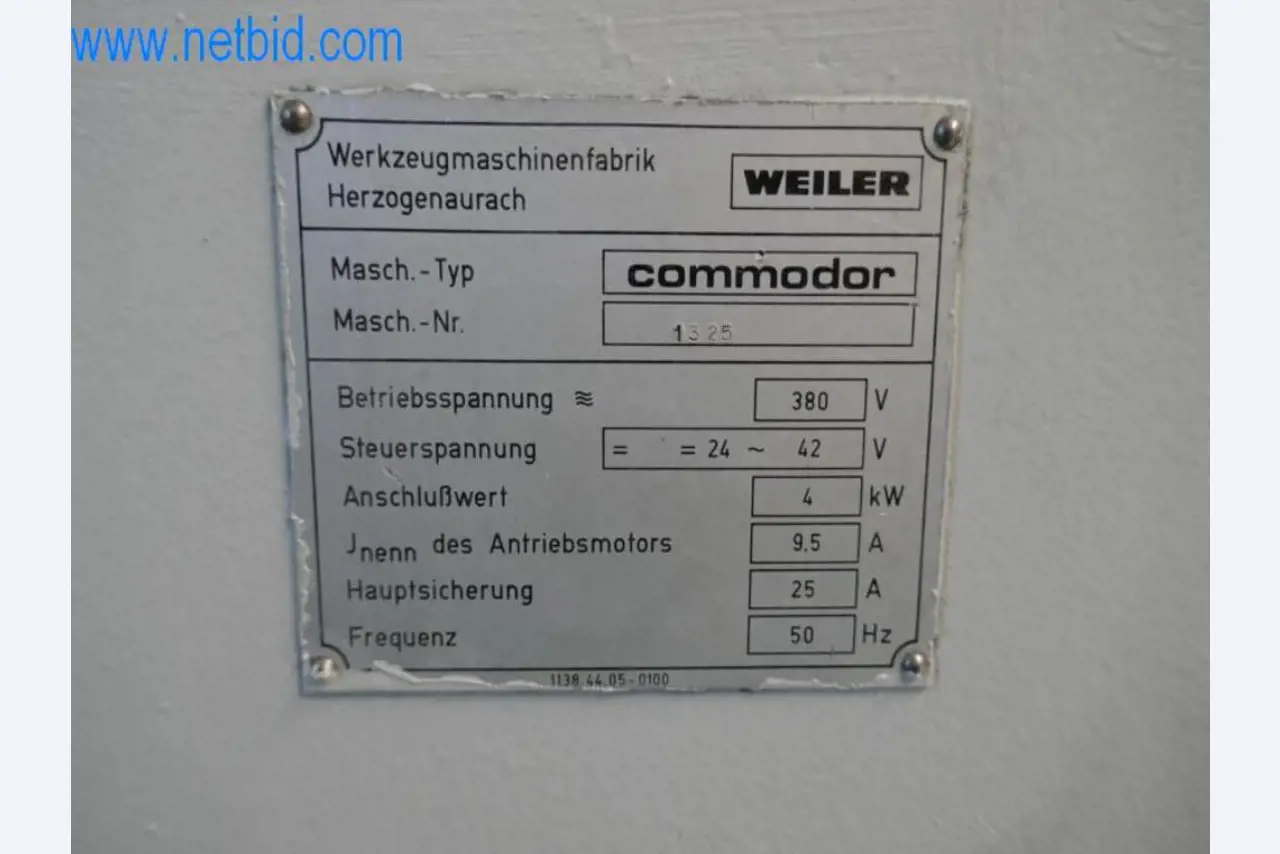 www.netbid.com
Werkzeugmaschinenfabrik
Herzogenaurach
WEILER
Masch.-Typ commodor
Masch.-Nr. 1325
Betriebsspannung ≋ 380 V
Steuerspannung = = 24 ~ 42 V
Anschlußwert 4 kW
Jnenn des Antriebsmotors 9.5 A
Hauptsicherung 25 A
Frequenz 50 Hz
1138.44.05-0100